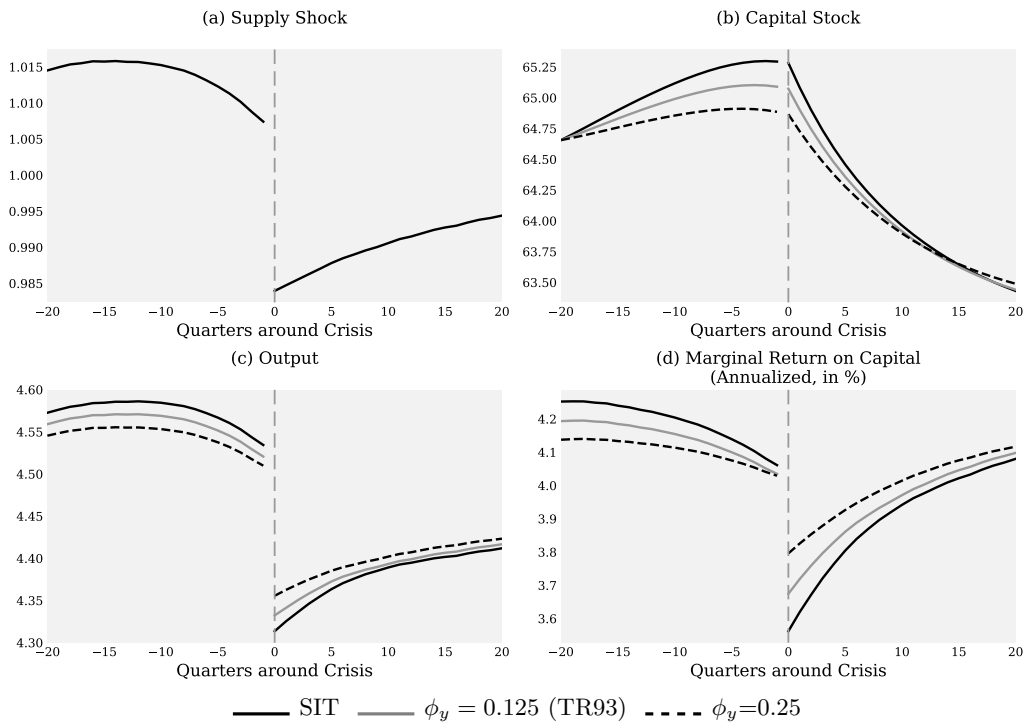 (a) Supply Shock
1.015
1.010
1.005
1.000
0.995
0.990
0.985
−20 −15 −10 −5 0 5 10 15 20
Quarters around Crisis
(b) Capital Stock
65.25
65.00
64.75
64.50
64.25
64.00
63.75
63.50
−20 −15 −10 −5 0 5 10 15 20
Quarters around Crisis
(c) Output
4.60
4.55
4.50
4.45
4.40
4.35
4.30
−20 −15 −10 −5 0 5 10 15 20
Quarters around Crisis
(d) Marginal Return on Capital
(Annualized, in %)
4.2
4.1
4.0
3.9
3.8
3.7
3.6
−20 −15 −10 −5 0 5 10 15 20
Quarters around Crisis
SIT ϕ_y = 0.125 (TR93) ϕ_y=0.25